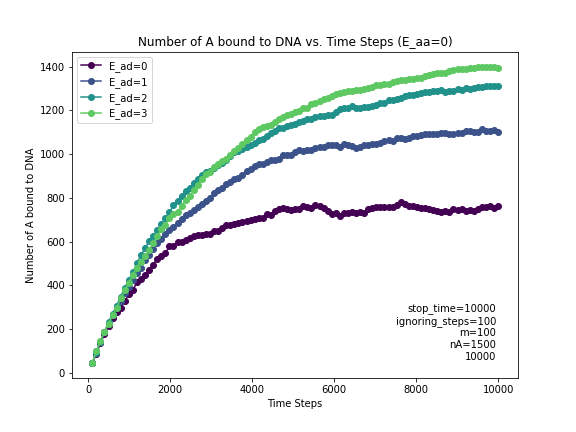 Number of A bound to DNA vs. Time Steps (E_aa=0)
E_ad=0
E_ad=1
E_ad=2
E_ad=3
Number of A bound to DNA
1400
1200
1000
800
600
400
200
0
stop_time=10000
ignoring_steps=100
m=100
nA=1500
10000
0 2000 4000 6000 8000 10000
Time Steps